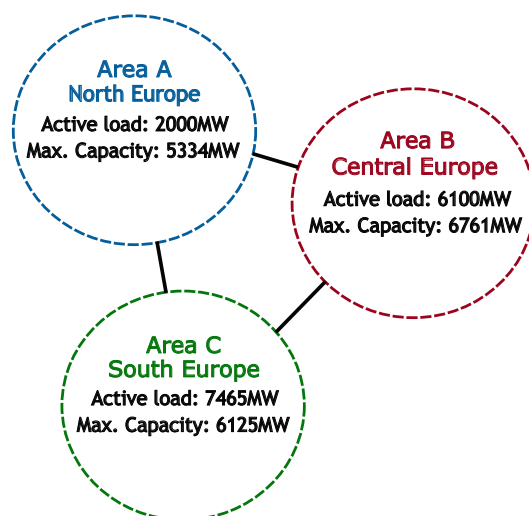 Area A
North Europe
Active load: 2000MW
Max. Capacity: 5334MW
Area B
Central Europe
Active load: 6100MW
Max. Capacity: 6761MW
Area C
South Europe
Active load: 7465MW
Max. Capacity: 6125MW